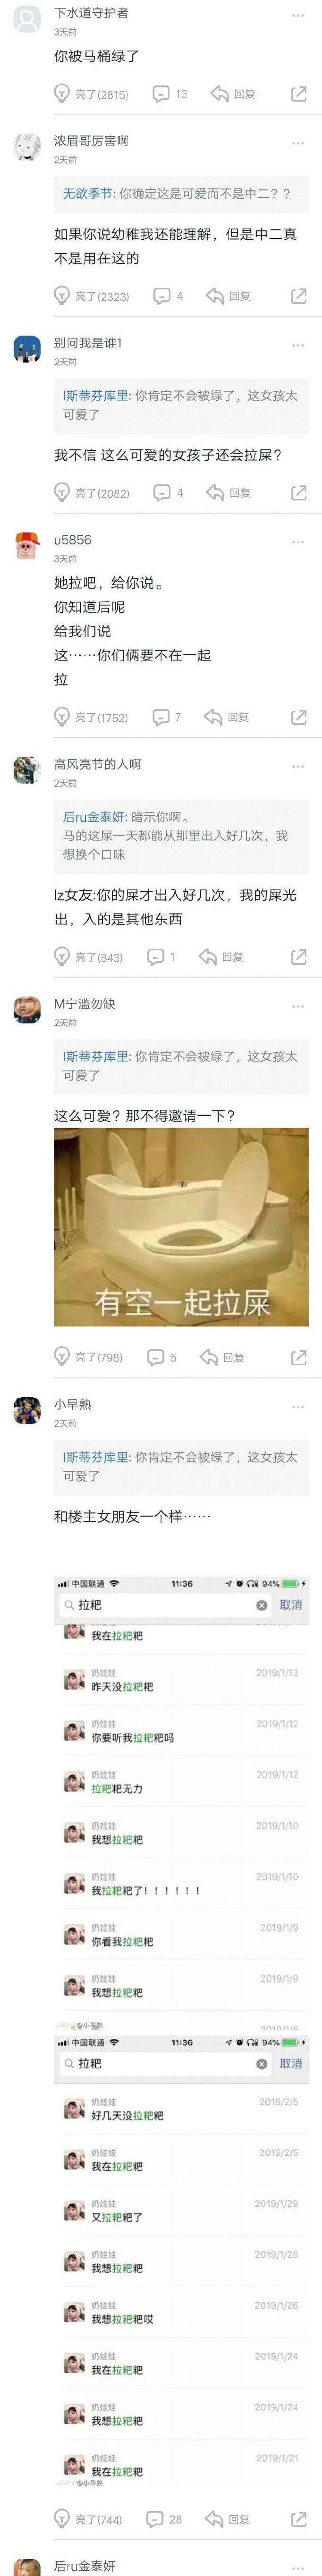 下水道守护者
3天前
你被马桶绿了
亮了(2815)
13
回复
浓眉哥厉害啊
2天前
无欲季节: 你确定这是可爱而不是中二？？
如果你说幼稚我还能理解，但是中二真
不是用在这的
亮了(2323)
4
回复
别问我是谁1
2天前
I斯蒂芬库里: 你肯定不会被绿了，这女孩太
可爱了
我不信 这么可爱的女孩子还会拉屎？
亮了(2082)
4
回复
u5856
3天前
她拉吧，给你说。
你知道后呢
给我们说
这……你们俩要不在一起
拉
亮了(1752)
7
回复
高风亮节的人啊
2天前
后ru金泰妍: 暗示你啊。
马的这屎一天都能从那里出入好几次，我
想换个口味
lz女友:你的屎才出入好几次，我的屎光
出，入的是其他东西
亮了(843)
1
回复
M宁滥勿缺
2天前
I斯蒂芬库里: 你肯定不会被绿了，这女孩太
可爱了
这么可爱？那不得邀请一下？
有空一起拉屎
亮了(798)
5
回复
小早熟
2天前
I斯蒂芬库里: 你肯定不会被绿了，这女孩太
可爱了
和楼主女朋友一个样……
中国联通 11:36 94%
拉粑 取消
我在拉粑粑
奶娃娃 2019/1/13
昨天没拉粑粑
奶娃娃 2019/1/12
你要听我拉粑粑吗
奶娃娃 2019/1/12
拉粑粑无力
奶娃娃 2019/1/10
我想拉粑粑
奶娃娃 2019/1/10
我拉粑粑了！！！！！！
奶娃娃 2019/1/9
你看我拉粑粑
奶娃娃 2019/1/9
我想拉粑粑
@小早熟
中国联通 11:36 94%
拉粑 取消
奶娃娃 2019/2/5
好几天没拉粑粑
奶娃娃 2019/2/5
我在拉粑粑
奶娃娃 2019/1/29
又拉粑粑了
奶娃娃 2019/1/28
我想拉粑粑
奶娃娃 2019/1/26
我想拉粑粑哎
奶娃娃 2019/1/24
我在拉粑粑
奶娃娃 2019/1/24
我想拉粑粑
奶娃娃 2019/1/21
我在拉粑粑
@小早熟
亮了(744)
28
回复
后ru金泰妍